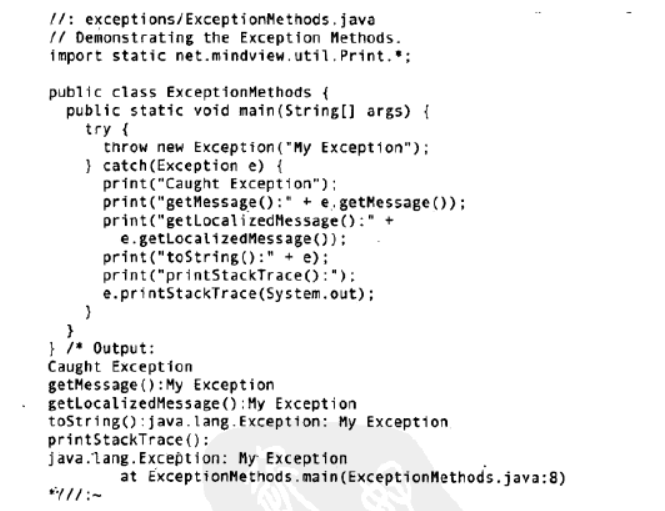 //: exceptions/ExceptionMethods.java
// Demonstrating the Exception Methods.
import static net.mindview.util.Print.*;

public class ExceptionMethods {
  public static void main(String[] args) {
    try {
      throw new Exception("My Exception");
    } catch(Exception e) {
      print("Caught Exception");
      print("getMessage():" + e.getMessage());
      print("getLocalizedMessage():" +
        e.getLocalizedMessage());
      print("toString():" + e);
      print("printStackTrace():");
      e.printStackTrace(System.out);
    }
  }
} /* Output:
Caught Exception
getMessage():My Exception
getLocalizedMessage():My Exception
toString():java.lang.Exception: My Exception
printStackTrace():
java.lang.Exception: My Exception
        at ExceptionMethods.main(ExceptionMethods.java:8)
*///:~